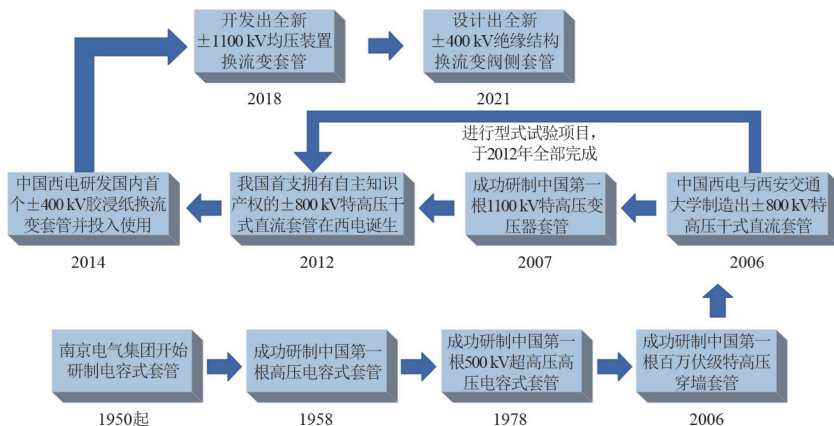 开发出全新
±1100 kV均压装置
换流变套管
2018
设计出全新
±400 kV绝缘结构
换流变阀侧套管
2021
进行型式试验项目，
于2012年全部完成
中国西电研发国内首
个±400 kV胶浸纸换流
变套管并投入使用
2014
我国首支拥有自主知识
产权的±800 kV特高压干
式直流套管在西电诞生
2012
成功研制中国第一
根1100 kV特高压变
压器套管
2007
中国西电与西安交通
大学制造出±800 kV特
高压干式直流套管
2006
南京电气集团开始
研制电容式套管
1950起
成功研制中国第一
根高压电容式套管
1958
成功研制中国第一
根500 kV超高压高
压电容式套管
1978
成功研制中国第一
根百万伏级特高压
穿墙套管
2006